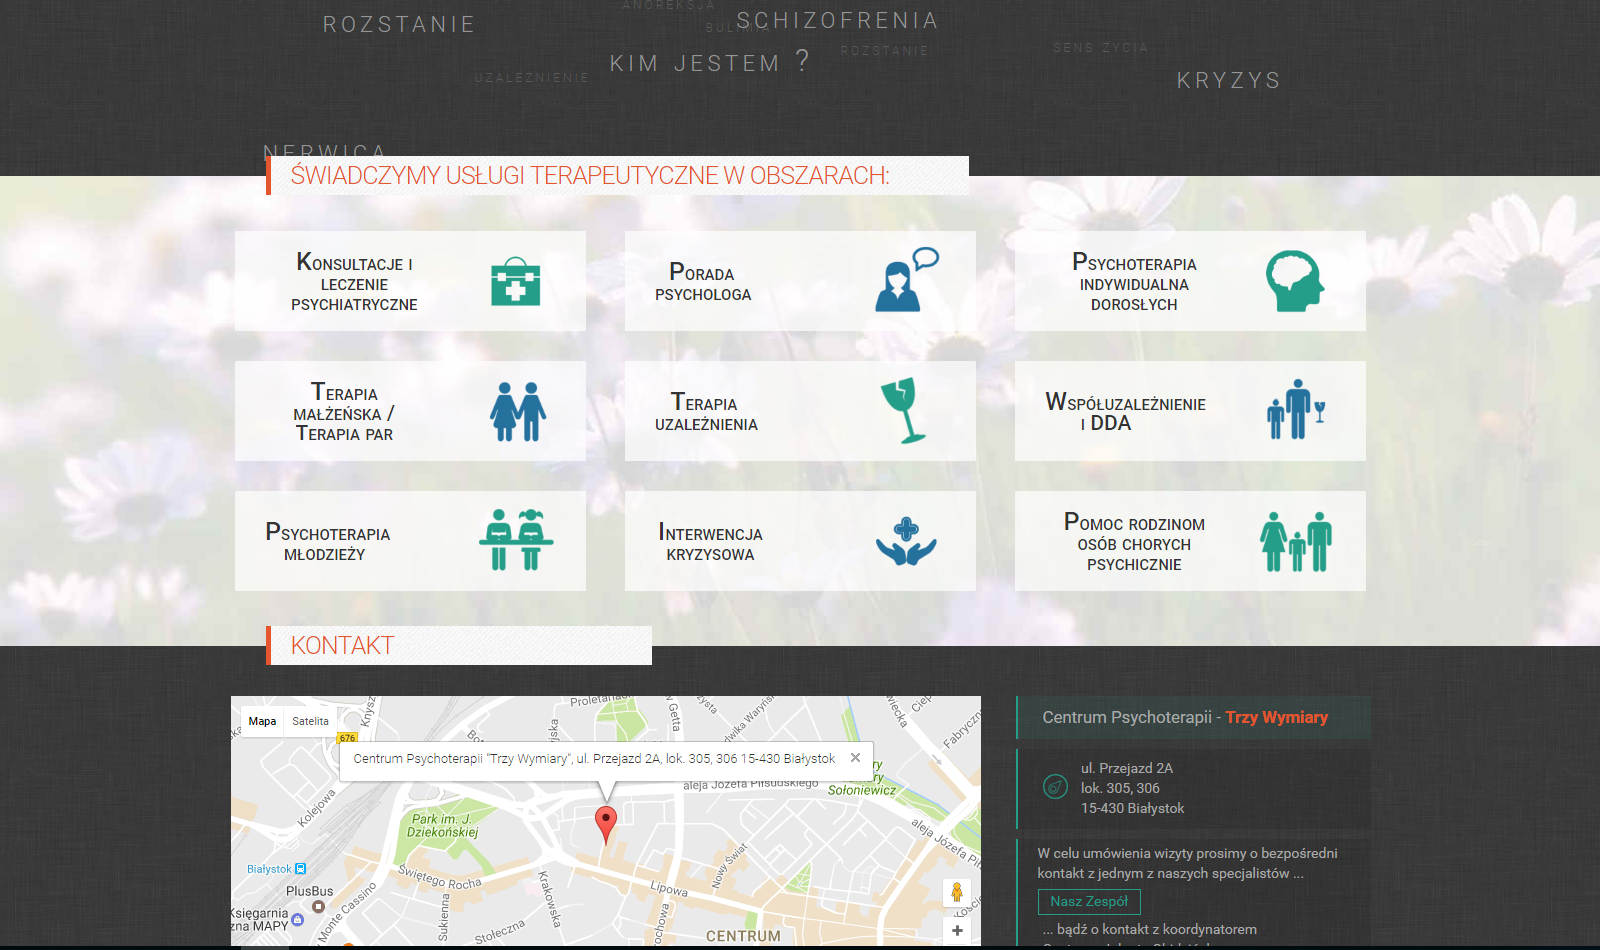 ANOREKSJA
SCHIZOFRENIA
ROZSTANIE
BULIMIA
ROZSTANIE
SENS ŻYCIA
KIM JESTEM ?
UZALEŻNIENIE
KRYZYS
NERWICA
ŚWIADCZYMY USŁUGI TERAPEUTYCZNE W OBSZARACH:
Konsultacje i
leczenie
psychiatryczne
Porada
psychologa
Psychoterapia
indywidualna
dorosłych
Terapia
małżeńska /
Terapia par
Terapia
uzależnienia
Współuzależnienie
i DDA
Psychoterapia
młodzieży
Interwencja
kryzysowa
Pomoc rodzinom
osób chorych
psychicznie
KONTAKT
Mapa
Satelita
676
Centrum Psychoterapii "Trzy Wymiary", ul. Przejazd 2A, lok. 305, 306 15-430 Białystok
aleja Józefa Piłsudskiego
Sołoniewicz
Kolejowa
Park im. J.
Dziekońskiej
aleja Józefa Pił
Białystok
Świętego Rocha
PlusBus
Księgarnia
zna MAPY
Monte Cassino
Sukienna
Stołeczna
Krakowska
Lipowa
Nowy Świat
CENTRUM
Centrum Psychoterapii - Trzy Wymiary
ul. Przejazd 2A
lok. 305, 306
15-430 Białystok
W celu umówienia wizyty prosimy o bezpośredni
kontakt z jednym z naszych specjalistów ...
Nasz Zespół
... bądź o kontakt z koordynatorem